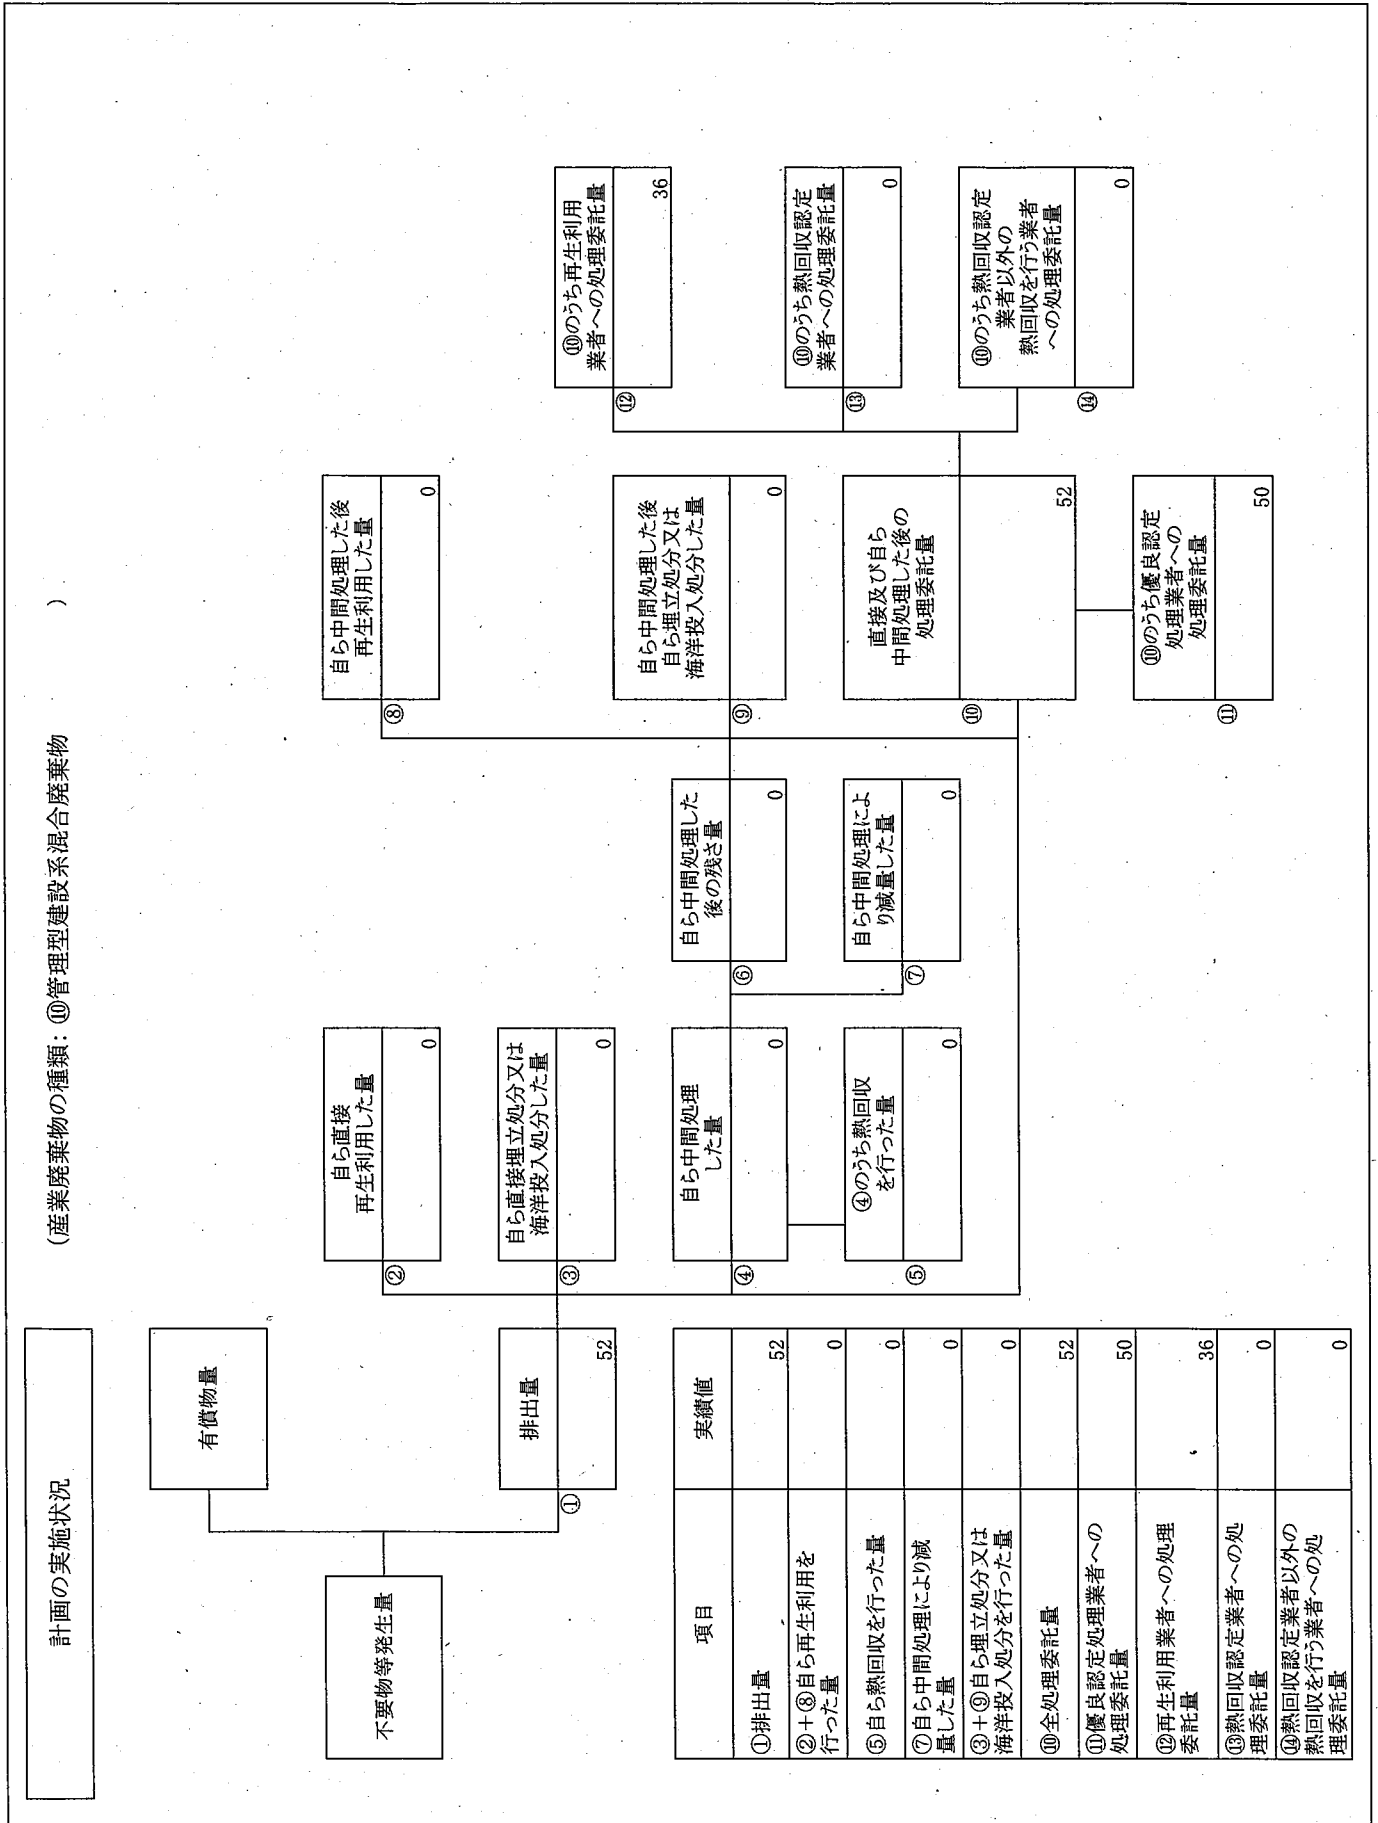 計画の実施状況
(産業廃棄物の種類：⑩管理型建設系混合廃棄物 )
不要物等発生量
有償物量
①
排出量
52
②
自ら直接
再生利用した量
0
③
自ら直接埋立処分又は
海洋投入処分した量
0
④
自ら中間処理
した量
0
⑤
④のうち熱回収
を行った量
0
⑥
自ら中間処理した
後の残さ量
0
⑦
自ら中間処理によ
り減量した量
0
⑧
自ら中間処理した後
再生利用した量
0
⑨
自ら中間処理した後
自ら埋立処分又は
海洋投入処分した量
0
⑩
直接及び自ら
中間処理した後の
処理委託量
52
⑪
⑩のうち優良認定
処理業者への
処理委託量
50
⑫
⑩のうち再生利用
業者への処理委託量
36
⑬
⑩のうち熱回収認定
業者への処理委託量
0
⑭
⑩のうち熱回収認定
業者以外の
熱回収を行う業者
への処理委託量
0
項目 実績値
①排出量 52
②+⑧自ら再生利用を
行った量 0
⑤自ら熱回収を行った量 0
⑦自ら中間処理により減
量した量 0
③+⑨自ら埋立処分又は
海洋投入処分を行った量 0
⑩全処理委託量 52
⑪優良認定処理業者への
処理委託量 50
⑫再生利用業者への処理
委託量 36
⑬熱回収認定業者への処
理委託量 0
⑭熱回収認定業者以外の
熱回収を行う業者への処
理委託量 0